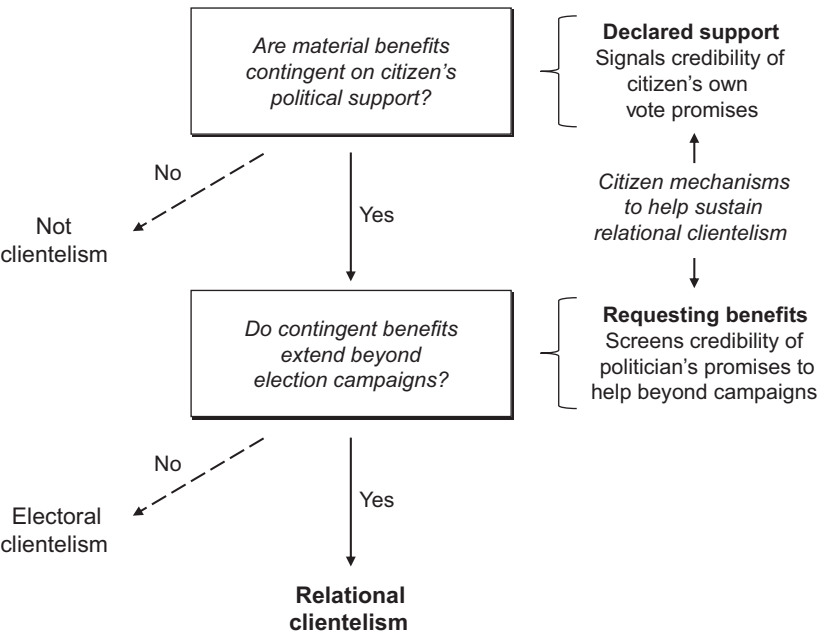 Are material benefits
contingent on citizen's
political support?
Declared support
Signals credibility of
citizen's own
vote promises
No
Yes
Not
clientelism
Citizen mechanisms
to help sustain
relational clientelism
Do contingent benefits
extend beyond
election campaigns?
Requesting benefits
Screens credibility of
politician's promises to
help beyond campaigns
No
Yes
Electoral
clientelism
Relational
clientelism